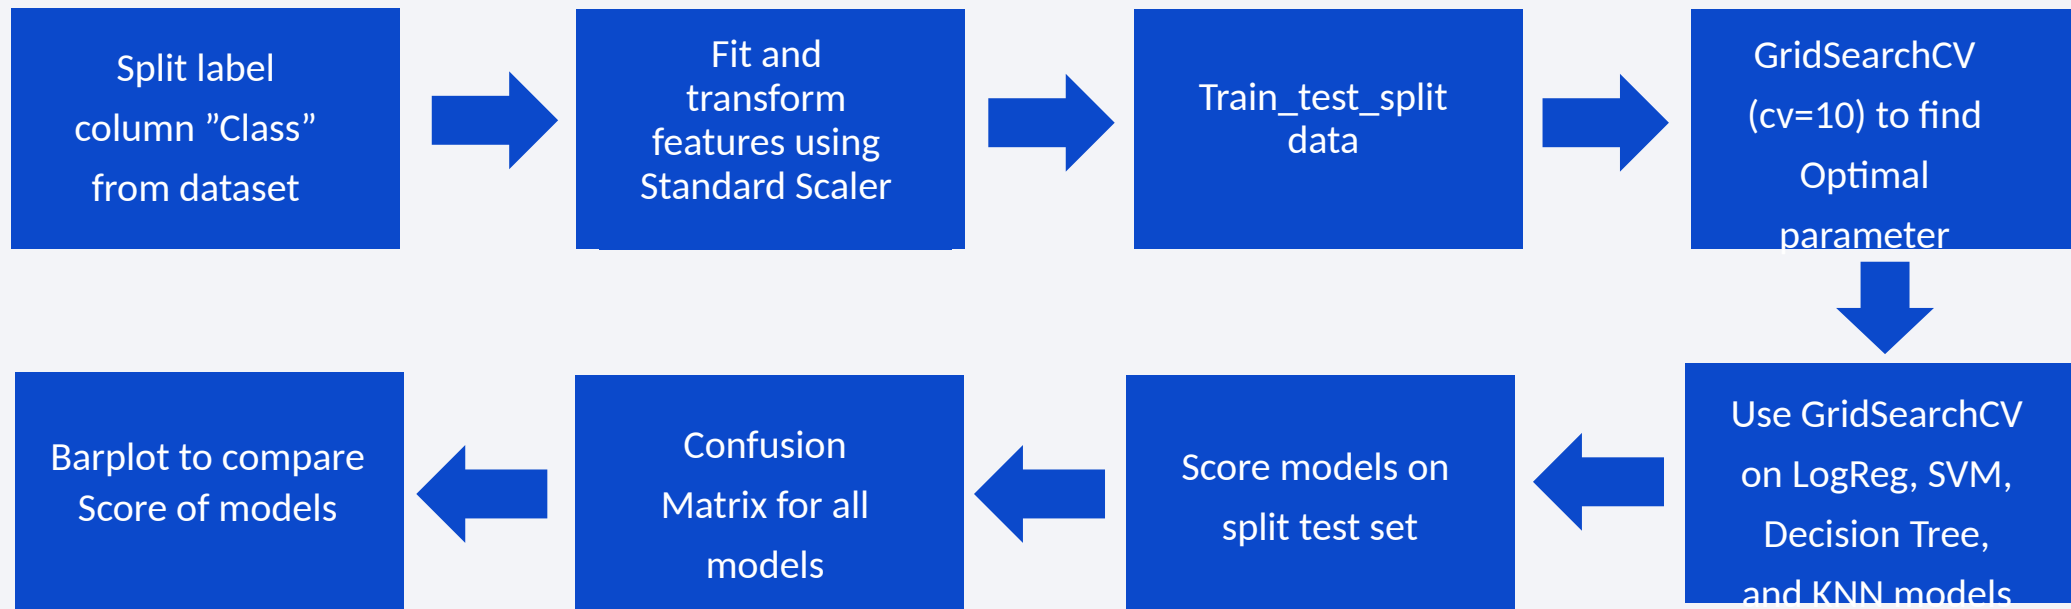 Split label
column ”Class”
from dataset
Fit and
transform
features using
Standard Scaler
Train_test_split
data
GridSearchCV
(cv=10) to find
Optimal
parameter
Use GridSearchCV
on LogReg, SVM,
Decision Tree,
and KNN models
Score models on
split test set
Confusion
Matrix for all
models
Barplot to compare
Score of models